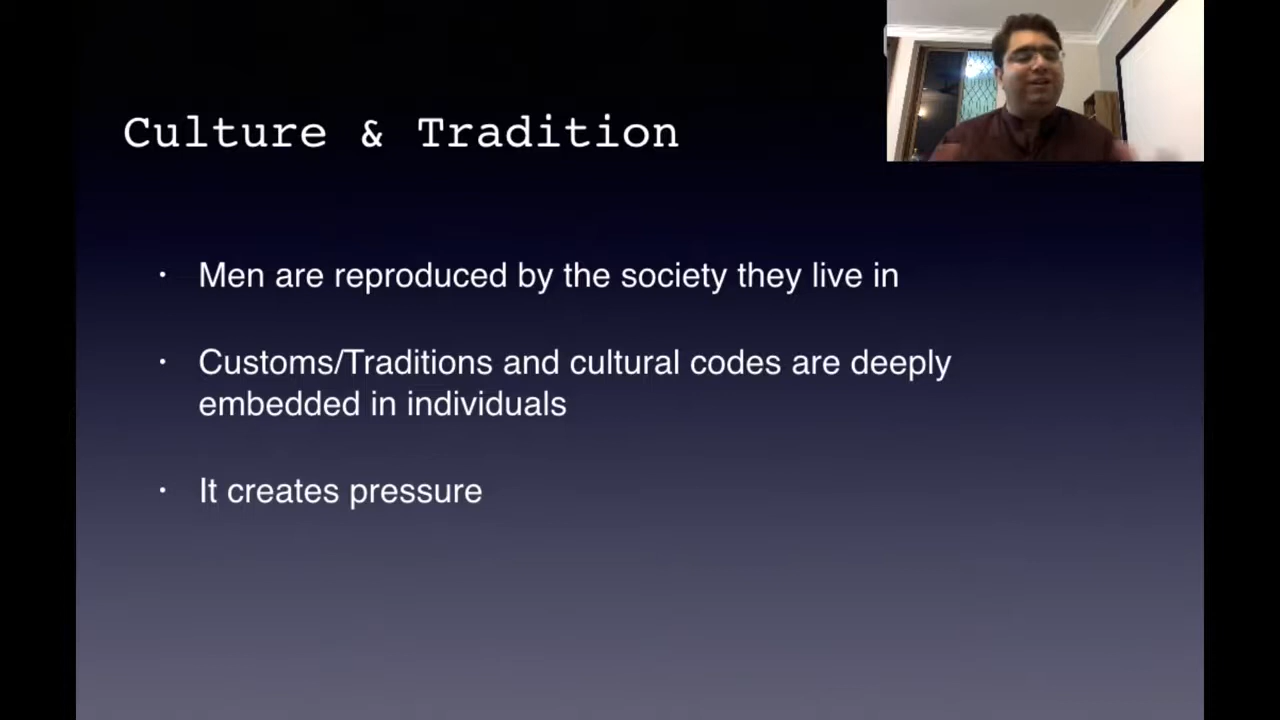 Culture & Tradition
· Men are reproduced by the society they live in
· Customs/Traditions and cultural codes are deeply
embedded in individuals
· It creates pressure